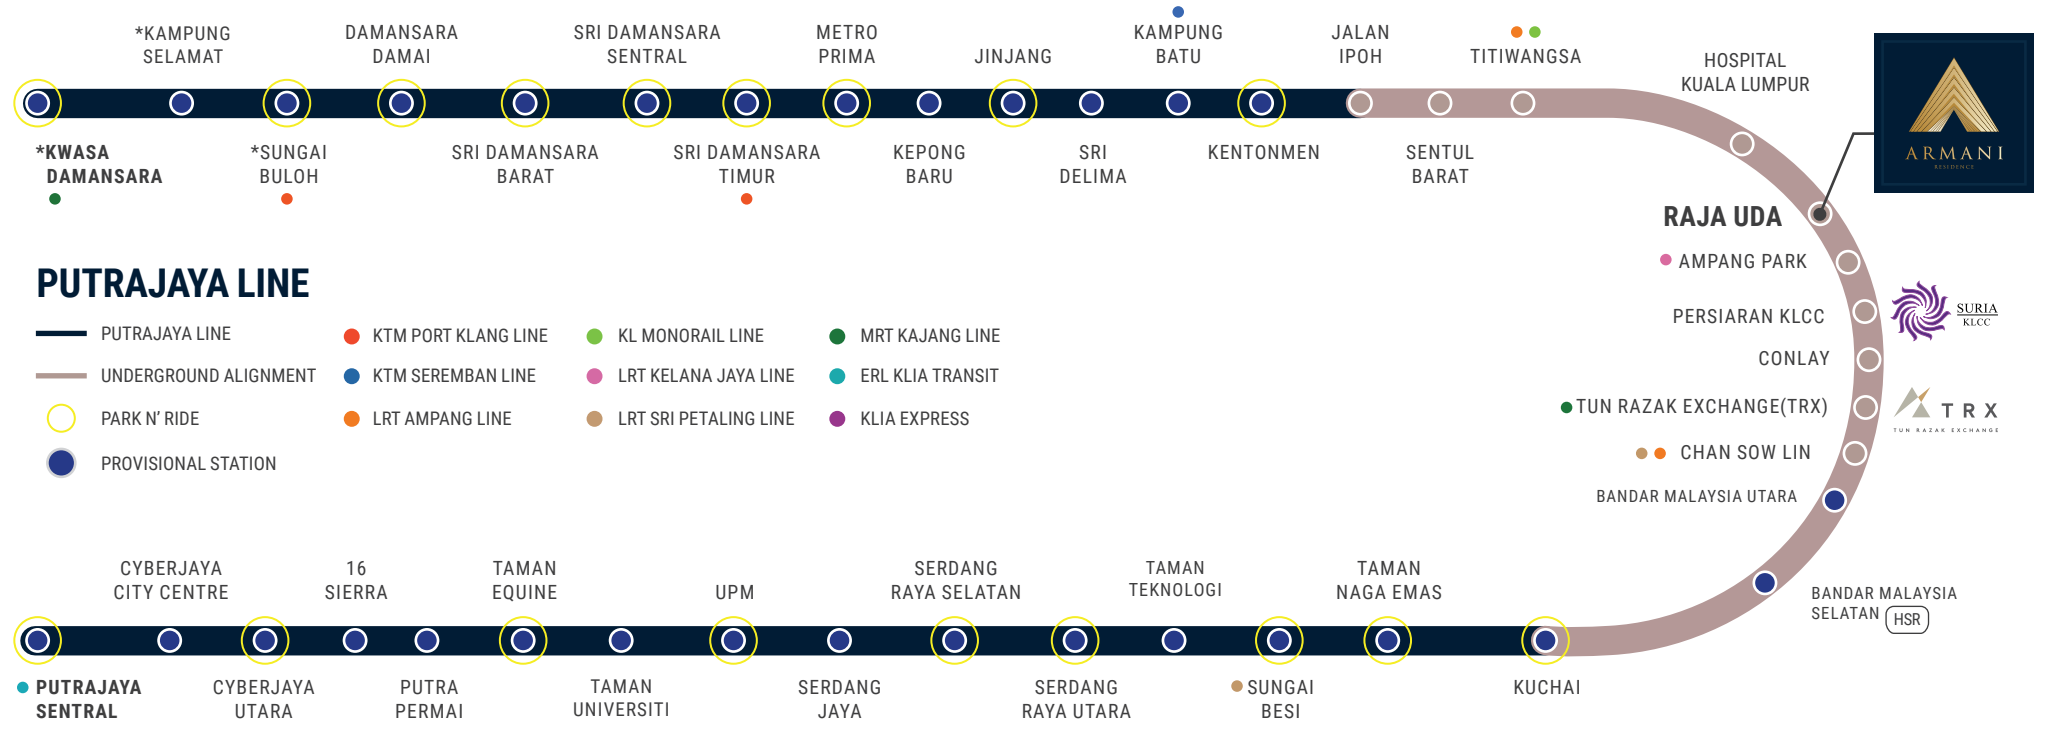 *KAMPUNG
SELAMAT
DAMANSARA
DAMAI
SRI DAMANSARA
SENTRAL
METRO
PRIMA
JINJANG
KAMPUNG
BATU
JALAN
IPOH
TITIWANGSA
HOSPITAL
KUALA LUMPUR
ARMANI
RESIDENCE
*KWASA
DAMANSARA
*SUNGAI
BULOH
SRI DAMANSARA
BARAT
SRI DAMANSARA
TIMUR
KEPONG
BARU
SRI
DELIMA
KENTONMEN
SENTUL
BARAT
RAJA UDA
AMPANG PARK
PERSIARAN KLCC
SURIA
KLCC
CONLAY
TUN RAZAK EXCHANGE(TRX)
TRX
TUN RAZAK EXCHANGE
CHAN SOW LIN
BANDAR MALAYSIA UTARA
BANDAR MALAYSIA
SELATAN HSR
PUTRAJAYA LINE
PUTRAJAYA LINE
UNDERGROUND ALIGNMENT
PARK N’ RIDE
PROVISIONAL STATION
KTM PORT KLANG LINE
KTM SEREMBAN LINE
LRT AMPANG LINE
KL MONORAIL LINE
LRT KELANA JAYA LINE
LRT SRI PETALING LINE
MRT KAJANG LINE
ERL KLIA TRANSIT
KLIA EXPRESS
CYBERJAYA
CITY CENTRE
16
SIERRA
TAMAN
EQUINE
UPM
SERDANG
RAYA SELATAN
TAMAN
TEKNOLOGI
TAMAN
NAGA EMAS
PUTRAJAYA
SENTRAL
CYBERJAYA
UTARA
PUTRA
PERMAI
TAMAN
UNIVERSITI
SERDANG
JAYA
SERDANG
RAYA UTARA
SUNGAI
BESI
KUCHAI